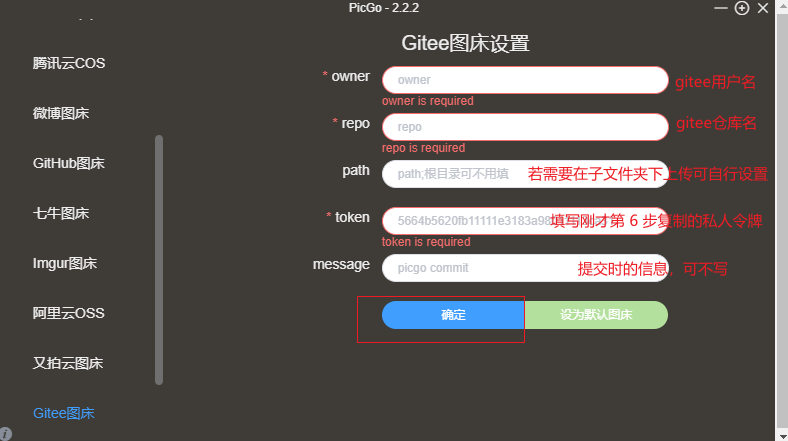 PicGo - 2.2.2
Gitee图床设置
腾讯云COS
微博图床
GitHub图床
七牛图床
Imgur图床
阿里云OSS
又拍云图床
Gitee图床
* owner owner gitee用户名
owner is required
* repo repo gitee仓库名
repo is required
path path;根目录可不用填 若需要在子文件夹下上传可自行设置
* token 5664b5620fb11111e3183a98 填写刚才第 6 步复制的私人令牌
token is required
message picgo commit 提交时的信息，可不写
确定 设为默认图床